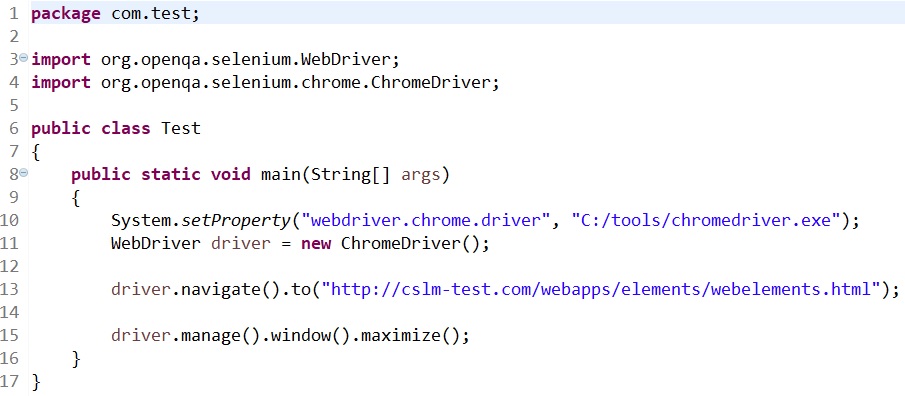 1 package com.test;
2
3 import org.openqa.selenium.WebDriver;
4 import org.openqa.selenium.chrome.ChromeDriver;
5
6 public class Test
7 {
8 public static void main(String[] args)
9 {
10 System.setProperty("webdriver.chrome.driver", "C:/tools/chromedriver.exe");
11 WebDriver driver = new ChromeDriver();
12
13 driver.navigate().to("http://cslm-test.com/webapps/elements/webelements.html");
14
15 driver.manage().window().maximize();
16 }
17 }